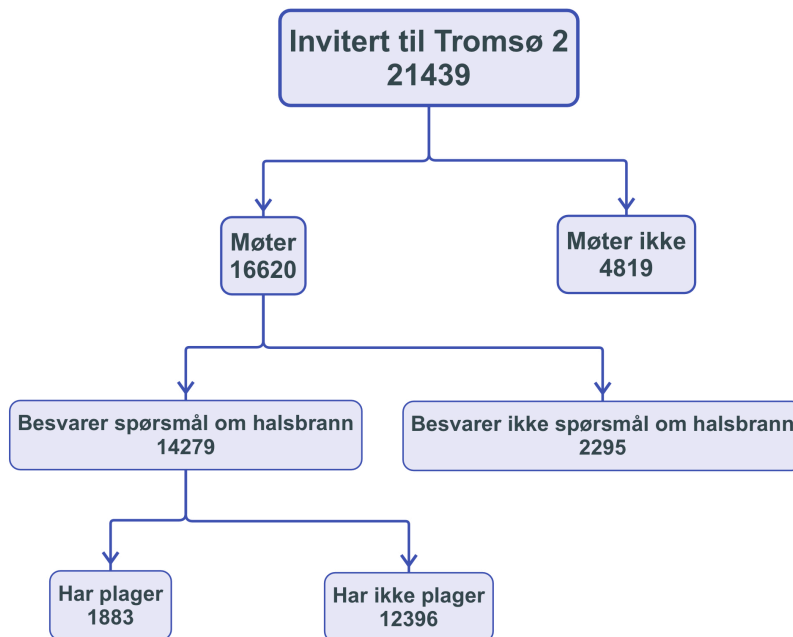 Invitert til Tromsø 2
21439
Møter
16620
Møter ikke
4819
Besvarer spørsmål om halsbrann
14279
Besvarer ikke spørsmål om halsbrann
2295
Har plager
1883
Har ikke plager
12396